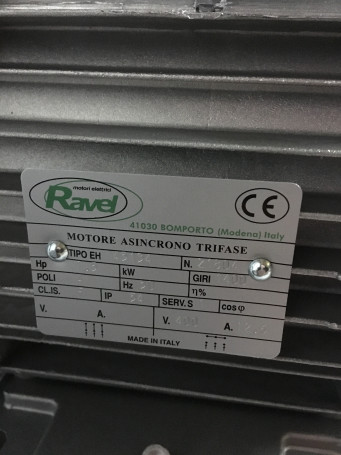 motori elettrici
Ravel
CE
41030 BOMPORTO (Modena) Italy
MOTORE ASINCRONO TRIFASE
TIPO EH N.
Hp kW GIRI
POLI Hz η%
CL.IS. IP SERV. S cosφ
V. A. V. A.
MADE IN ITALY